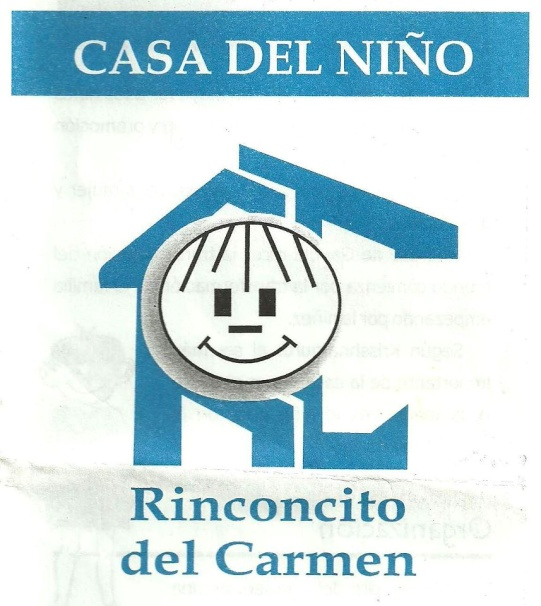 CASA DEL NIÑO
Rinconcito
del Carmen